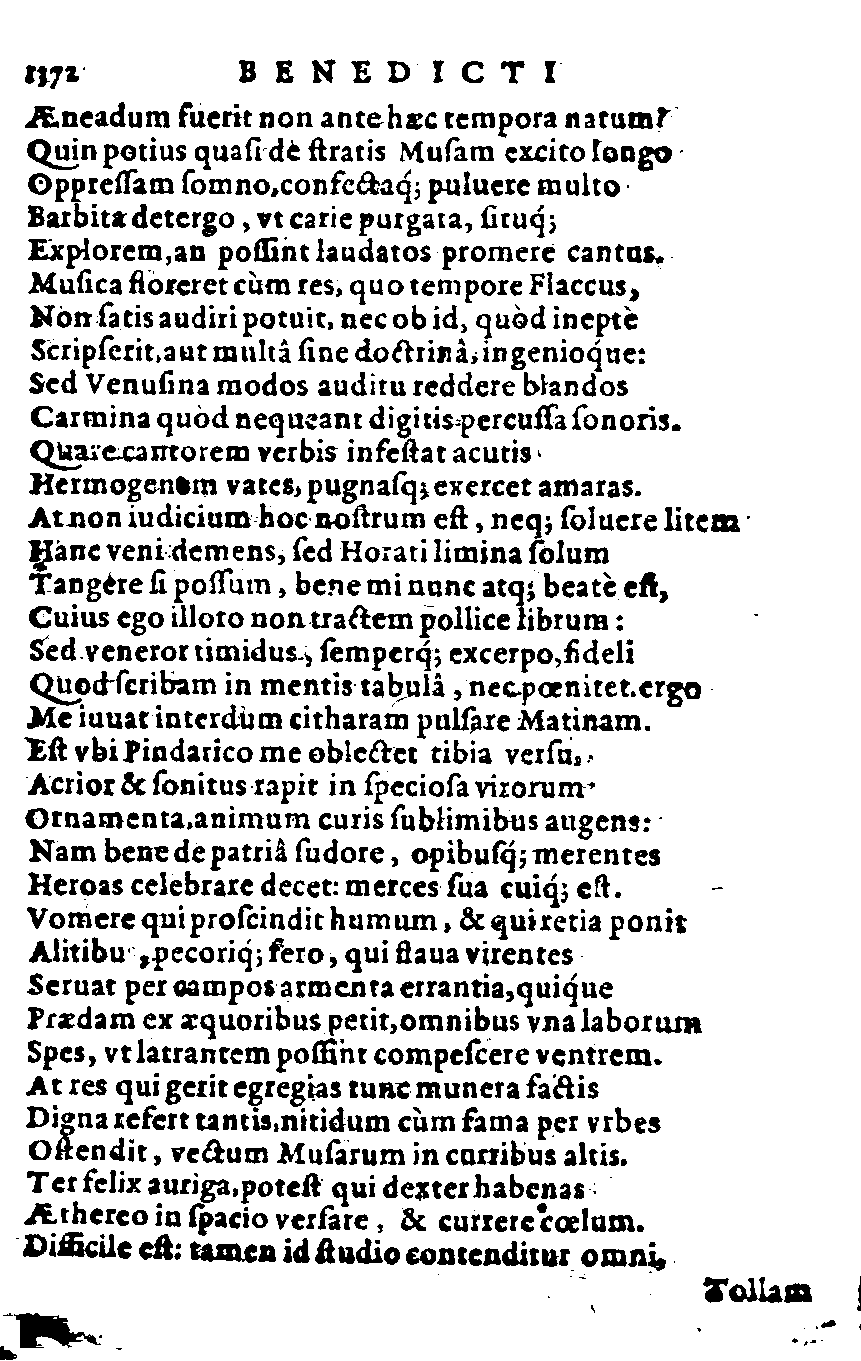 1372 BENEDICTI
Æneadum fuerit non ante hæc tempora natum?
Quin potius quaſi dè ſtratis Muſam excito longo
Oppreſſam ſomno, confectaq́; puluere multo
Barbita detergo, vt carie purgata, ſituq́;
Explorem, an poſſint laudatos promere cantus.
Muſica floreret cùm res, quo tempore Flaccus,
Non ſatis audiri potuit, nec ob id, quòd ineptè
Scripſerit, aut multâ ſine doctrinâ, ingenioq́ue:
Sed Venuſina modos auditu reddere blandos
Carmina quòd nequeant digitis percuſſa ſonoris.
Quare cantorem verbis infeſtat acutis
Hermogenem vates, pugnaſq; exercet amaras.
At non iudicium hoc noſtrum eſt, neq; ſoluere litem
Hanc veni demens, ſed Horati limina ſolum
Tangere ſi poſſum, bene mi nunc atq; beatè eſt,
Cuius ego illoto non tractem pollice librum:
Sed veneror timidus, ſemperq́; excerpo, fideli
Quod ſcribam in mentis tabulâ, nec pœnitet. ergo
Me iuuat interdùm citharam pulſare Matinam.
Eſt vbi Pindarico me oblectet tibia verſu,
Acrior & ſonitus rapit in ſpecioſa virorum
Ornamenta, animum curis ſublimibus augens:
Nam bene de patriâ ſudore, opibuſq́; merentes
Heroas celebrare decet: merces ſua cuiq́; eſt.
Vomere qui proſcindit humum, & qui retia ponit
Alitibus, pecoriq́; fero, qui flaua virentes
Seruat per campos armenta errantia, quiq́ue
Prædam ex æquoribus petit, omnibus vna laborum
Spes, vt latrantem poſſint compeſcere ventrem.
At res qui gerit egregias tunc munera factis
Digna refert tantis, nitidum cùm fama per vrbes
Oſtendit, vectum Muſarum in curribus altis.
Ter felix auriga, poteſt qui dexter habenas
Æthereo in ſpacio verſare, & currere cœlum.
Difficile eſt: tamen id ſtudio contenditur omni,
Tollam